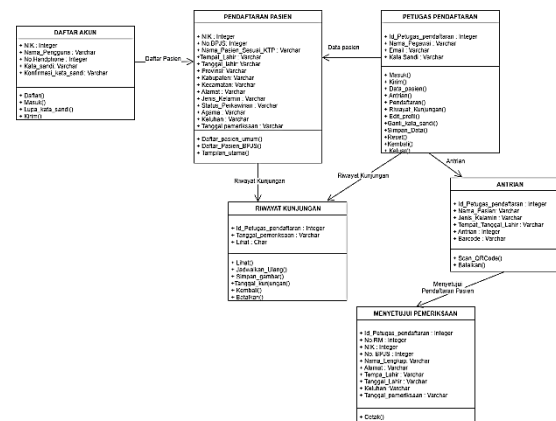 DAFTAR AKUN
+ NIK : Integer
+ Nama_Pengguna : Varchar
+ No.Handphone : Integer
+ Kata_sandi : Varchar
+ Konfirmasi_kata_sandi : Varchar
+ Daftar()
+ Masuk()
+ Lupa_kata_sandi()
+ Kirim()
Daftar Pasien
PENDAFTARAN PASIEN
+ NIK : Integer
+ No.BPJS : Integer
+ Nama_Pasien_Sesuai_KTP : Varchar
+Tempat_Lahir : Varchar
+ Tanggal_lahir : Varchar
+ Provinsi : Varchar
+ Kabupaten : Varchar
+ Kecamatan : Varchar
+ Alamat : Varchar
+ Jenis_Kelamin : Varchar
+ Status_Perkawinan : Varchar
+ Agama : Varchar
+ Keluhan : Varchar
+ Tanggal pemeriksaan : Varchar
+ Daftar_pasien_umum()
+ Daftar_Pasien_BPJS()
+ Tampilan_utama()
Data pasien
PETUGAS PENDAFTARAN
+ Id_Petugas_pendaftaran : Integer
+ Nama_Pegawai : Varchar
+ Email : Varchar
+ Kata Sandi : Varchar
+ Masuk()
+ Kirim()
+ Data_pasien()
+ Antrian()
+ Pendaftaran()
+ Riwayat_Kunjungan()
+ Edit_profil()
+Ganti_kata_sandi()
+Simpan_Data()
+ Reset()
+ Kembali()
+ Keluar()
Riwayat Kunjungan
Riwayat Kunjungan
Antrian
RIWAYAT KUNJUNGAN
+ Id_Petugas_pendaftaran : Integer
+ Tanggal_pemeriksaan : Varchar
+ Lihat : Char
+ Lihat()
+ Jadwalkan_Ulang()
+ Simpan_gambar()
+Tanggal_kunjungan()
+ Kembali()
+ Batalkan()
ANTRIAN
+ Id_Petugas_pendaftaran : Integer
+ Nama_Pasien : Varchar
+ Jenis_Kelamin : Varchar
+ Tempat_Tanggal_Lahir : Varchar
+ Antrian : Integer
+ Barcode : Varchar
+ Scan_QRCode()
+ Batalkan()
Menyetujui
Pendaftaran Pasien
MENYETUJUI PEMERIKSAAN
+ Id_Petugas_pendaftaran : Integer
+ No.RM : Integer
+ NIK : Integer
+ No. BPJS : Integer
+ Nama_Lengkap : Varchar
+ Alamat : Varchar
+ Tempa_Lahir : Varchar
+ Tanggal_Lahir : Varchar
+ Keluhan : Varchar
+ Tanggal_pemeriksaan : Varchar
+ Cetak()